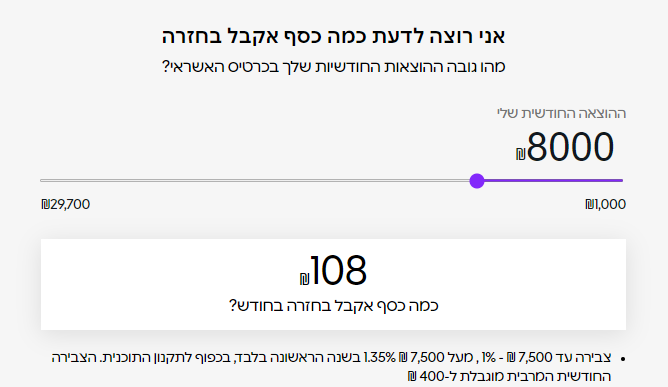 אני רוצה לדעת כמה כסף אקבל בחזרה
מהו גובה ההוצאות החודשיות שלך בכרטיס האשראי?
ההוצאה החודשית שלי
₪8000
₪1,000
₪29,700
₪108
כמה כסף אקבל בחזרה בחודש?
• צבירה עד 7,500 ₪ - 1% , מעל 7,500 ₪ 1.35% בשנה הראשונה בלבד, בכפוף לתקנון התוכנית. הצבירה
החודשית המרבית מוגבלת ל-400 ₪